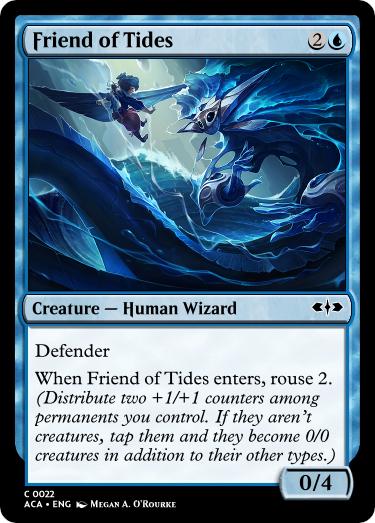 Friend of Tides 2
Creature — Human Wizard
Defender
When Friend of Tides enters, rouse 2.
(Distribute two +1/+1 counters among
permanents you control. If they aren't
creatures, tap them and they become 0/0
creatures in addition to their other types.)
0/4
C 0022
ACA • ENG Megan A. O'Rourke